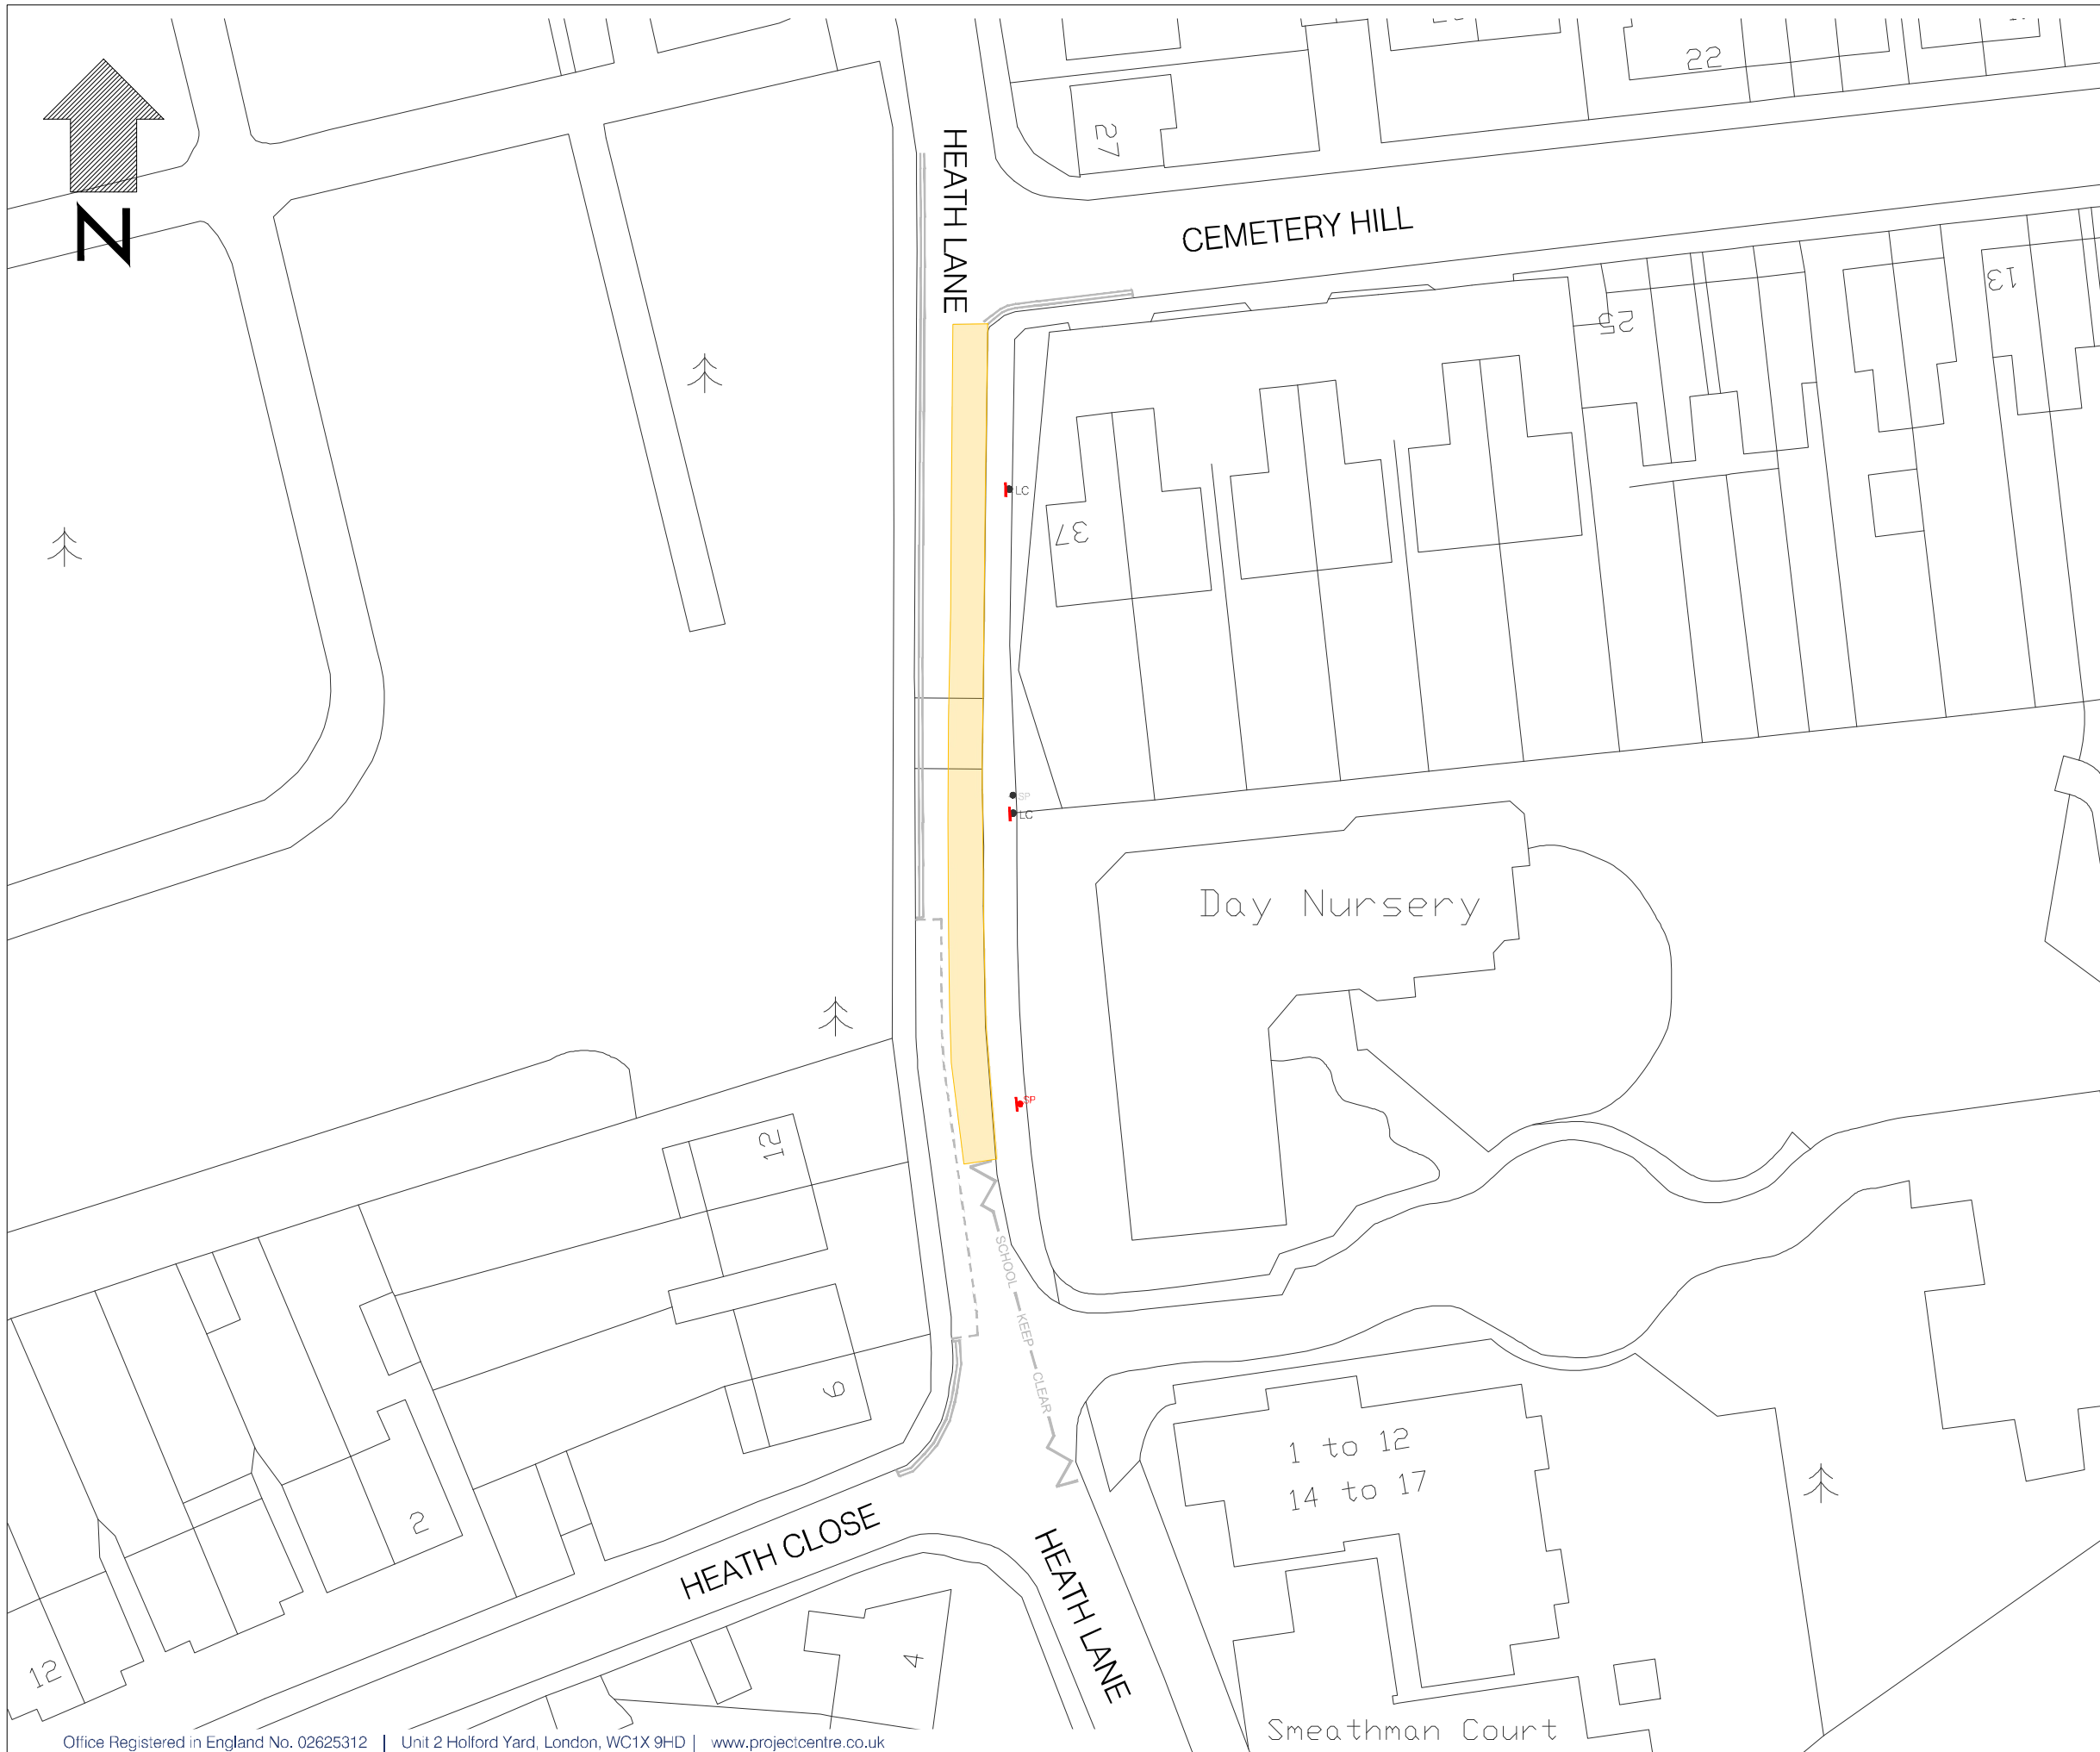 22
N
27
HEATH LANE
CEMETERY HILL
13
25
LC
37
SP
LC
Day Nursery
SP
12
SCHOOL KEEP CLEAR
9
1 to 12
14 to 17
2
HEATH CLOSE
HEATH LANE
4
12
Smeathman Court
Office Registered in England No. 02625312 | Unit 2 Holford Yard, London, WC1X 9HD | www.projectcentre.co.uk